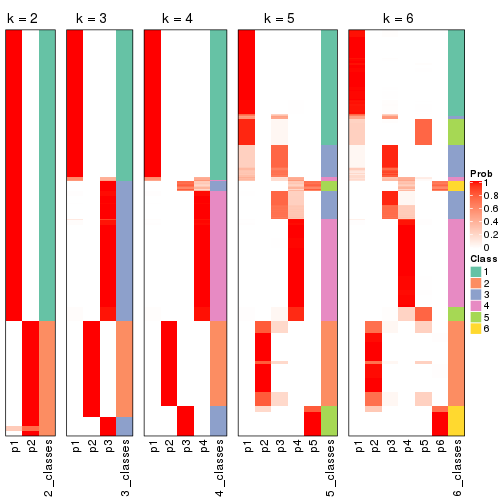 k = 2
k = 3
k = 4
k = 5
k = 6
p1
p2
2_classes
p1
p2
p3
3_classes
p1
p2
p3
p4
4_classes
p1
p2
p3
p4
p5
5_classes
p1
p2
p3
p4
p5
p6
6_classes
Prob
1
0.8
0.6
0.4
0.2
0
Class
1
2
3
4
5
6